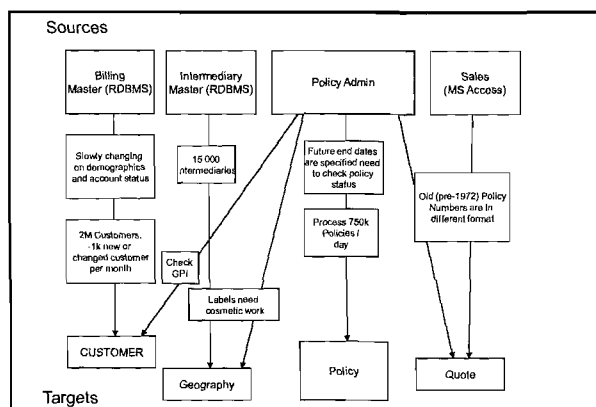 Sources
Billing
Master (RDBMS)
Intermediary
Master (RDBMS)
Policy Admin
Sales
(MS Access)
Slowly changing
on demographics
and account status
15 000
intermediaries
Future end dates
are specified need
to check policy
status
Old (pre-1972) Policy
Numbers are in
different format
2M Customers.
~1k new or
changed customer
per month
Process 750k
Policies /
day
Check
GPI
Labels need
cosmetic work
CUSTOMER
Geography
Policy
Quote
Targets